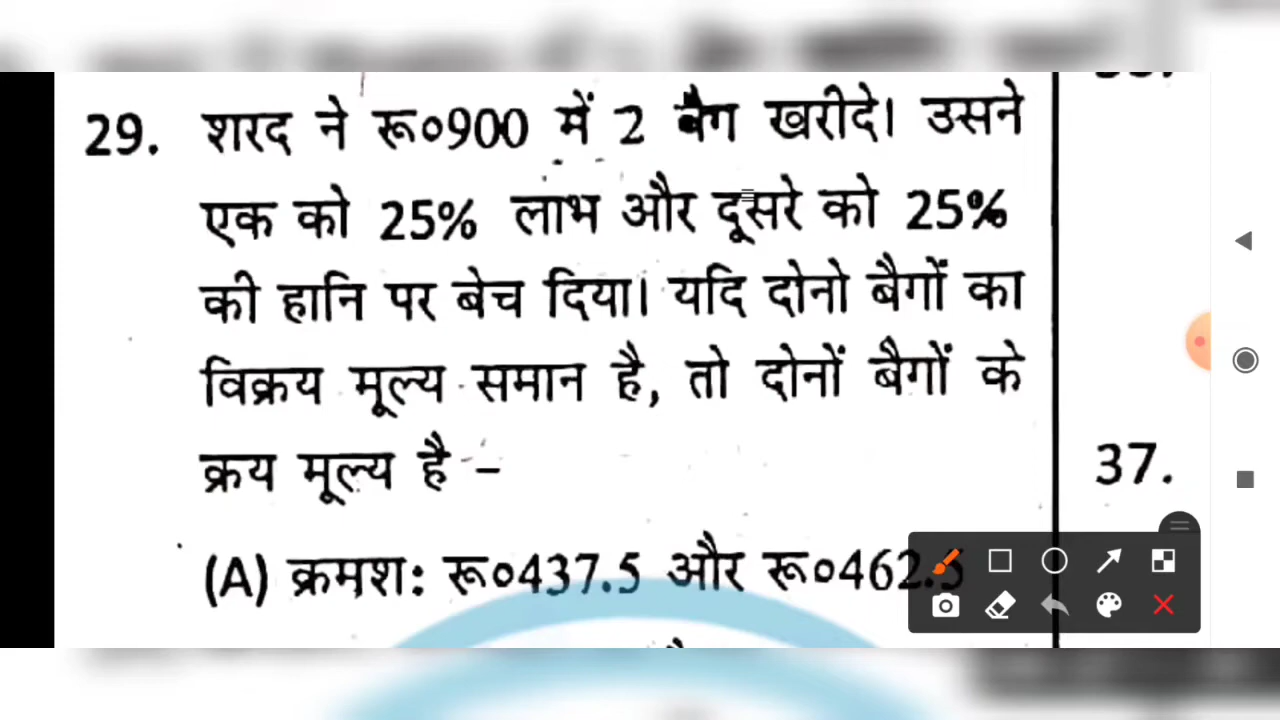 29. शरद ने रू०900 में 2 बैग खरीदे। उसने
एक को 25% लाभ और दूसरे को 25%
की हानि पर बेच दिया। यदि दोनो बैगों का
विक्रय मूल्य समान है, तो दोनों बैगों के
क्रय मूल्य है –
37.
(A) क्रमश: रू०437.5 और रू०462.5